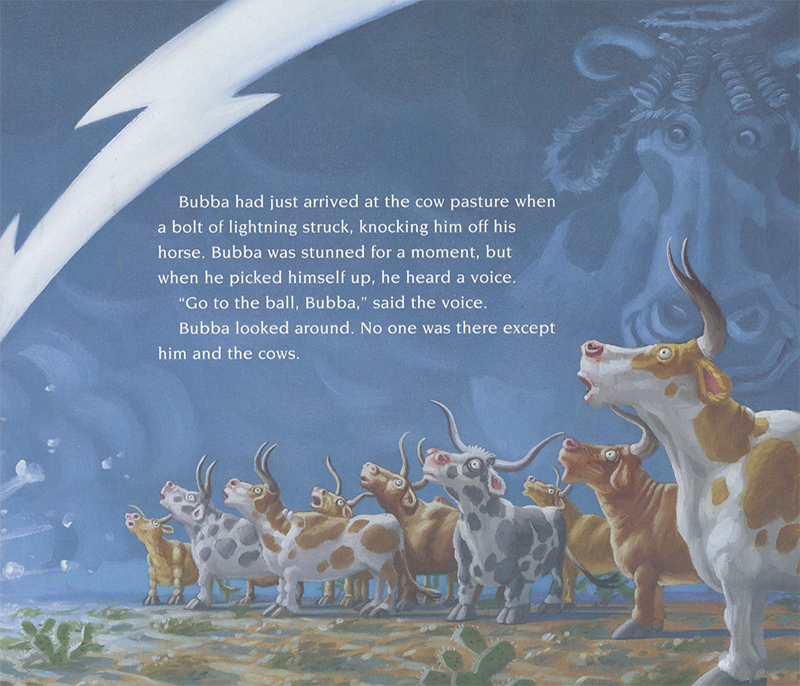 Bubba had just arrived at the cow pasture when
a bolt of lightning struck, knocking him off his
horse. Bubba was stunned for a moment, but
when he picked himself up, he heard a voice.
“Go to the ball, Bubba,” said the voice.
Bubba looked around. No one was there except
him and the cows.